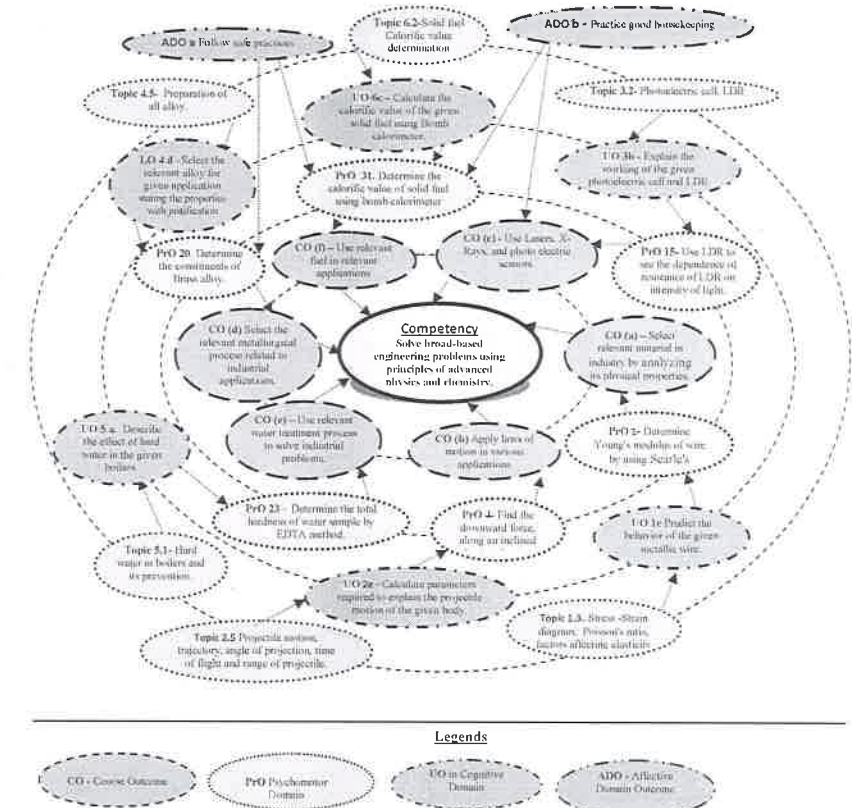 Topic 6.2-Solid fuel
Calorific value
determination
ADO a Follow safe practices
ADO b - Practice good housekeeping
Topic 4.5- Preparation of
all alloy.
UO 6c - Calculate the
calorific value of the given
solid fuel using Bomb
calorimeter.
Topic 3.2- Photoelectric cell, LDR
LO 4d -Select the
relevant alloy for
given application
stating the properties
with justification
PrO 31. Determine the
calorific value of solid fuel
using bomb-calorimeter
UO 3b - Explain the
working of the given
photoelectric cell and LDR
PrO 20. Determine
the constituents of
Brass alloy.
CO (f) – Use relevant
fuel in relevant
applications
CO (c) - Use Lasers, X-
Rays, and photo electric
sensors.
PrO 15- Use LDR to
see the dependence of
resistance of LDR on
intensity of light.
CO (d) Select the
relevant metallurgical
process related to
industrial
applications.
Competency
Solve broad-based
engineering problems using
principles of advanced
physics and chemistry.
CO (a) – Select
relevant material in
industry by analyzing
its physical properties.
UO 5 a. Describe
the effect of hard
water in the given
boilers
CO (e) – Use relevant
water treatment process
to solve industrial
problems.
CO (b) Apply laws of
motion in various
applications
PrO 2- Determine
Young's modulus of wire
by using Searle's
PrO 23 – Determine the total
hardness of water sample by
EDTA method.
PrO 4- Find the
downward force,
along an inclined
UO 1c Predict the
behavior of the given
metallic wire.
Topic 5.1- Hard
water in boilers and
its prevention.
UO 2e - Calculate parameters
required to explain the projectile
motion of the given body.
Topic 2.5 Projectile motion,
trajectory, angle of projection, time
of flight and range of projectile.
Topic 1.3. Stress -Strain
diagram, Poisson's ratio,
factors affecting elasticity
Legends
CO - Course Outcome
PrO Psychomotor
Domain
UO in Cognitive
Domain
ADO - Affective
Domain Outcome